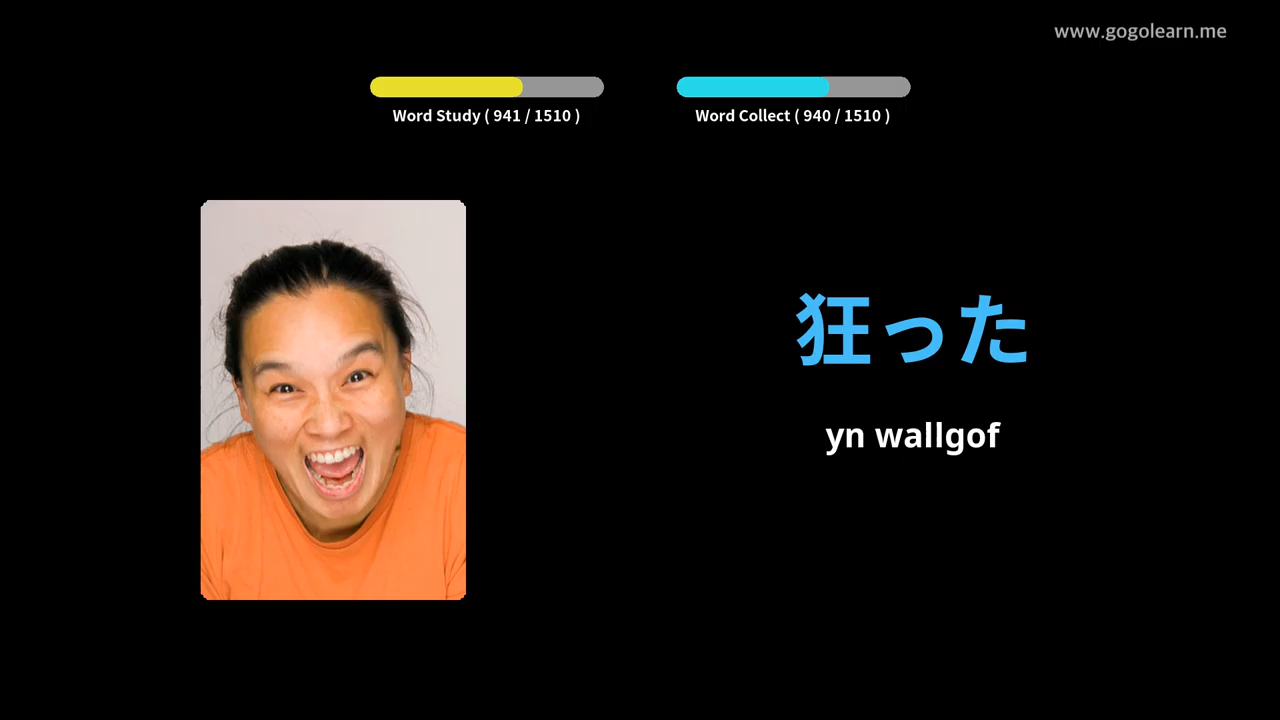 www.gogolearn.me
Word Study ( 941 / 1510 )
Word Collect ( 940 / 1510 )
狂った
yn wallgof